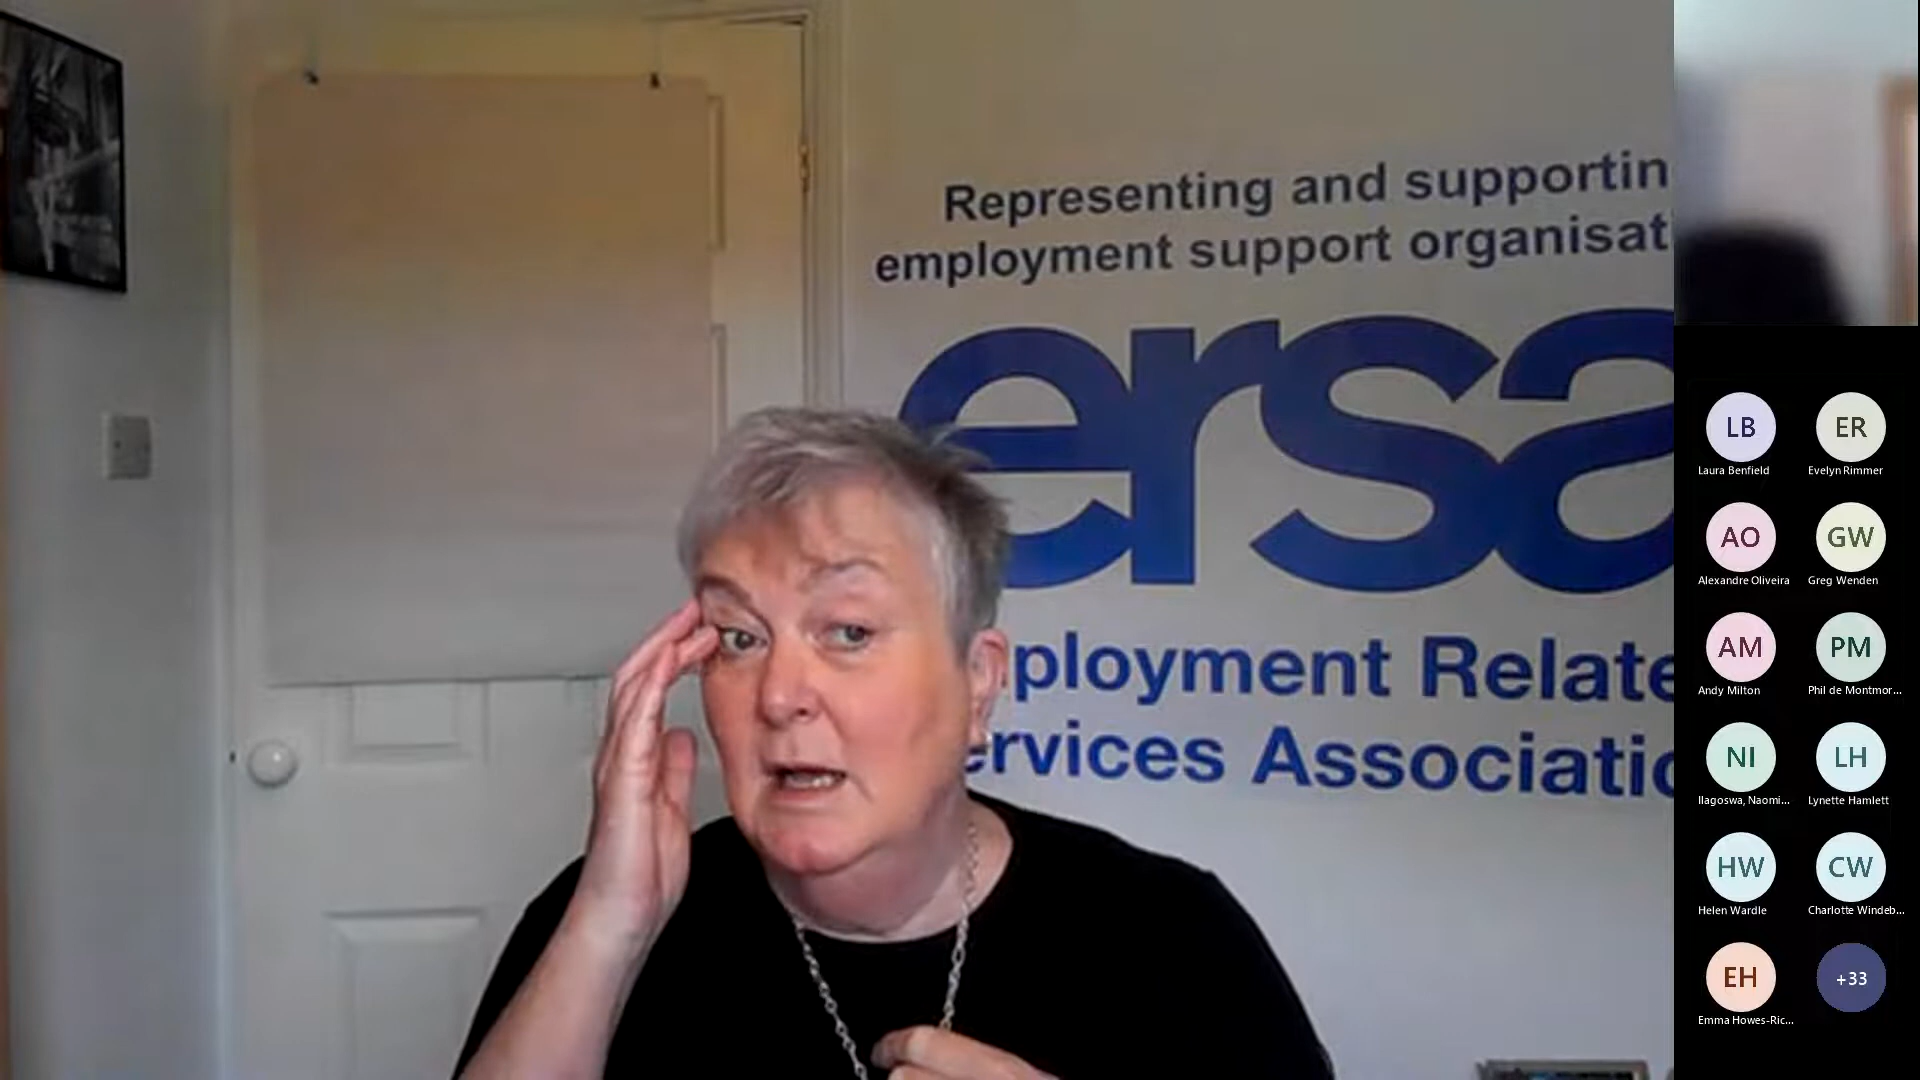 Representing and supportin
employment support organisati
ersa
ployment Relate
ervices Associatio
LB
Laura Benfield
ER
Evelyn Rimmer
AO
Alexandre Oliveira
GW
Greg Wenden
AM
Andy Milton
PM
Phil de Montmor...
NI
Ilagoswa, Naomi...
LH
Lynette Hamlett
HW
Helen Wardle
CW
Charlotte Windeb...
EH
Emma Howes-Ric...
+33